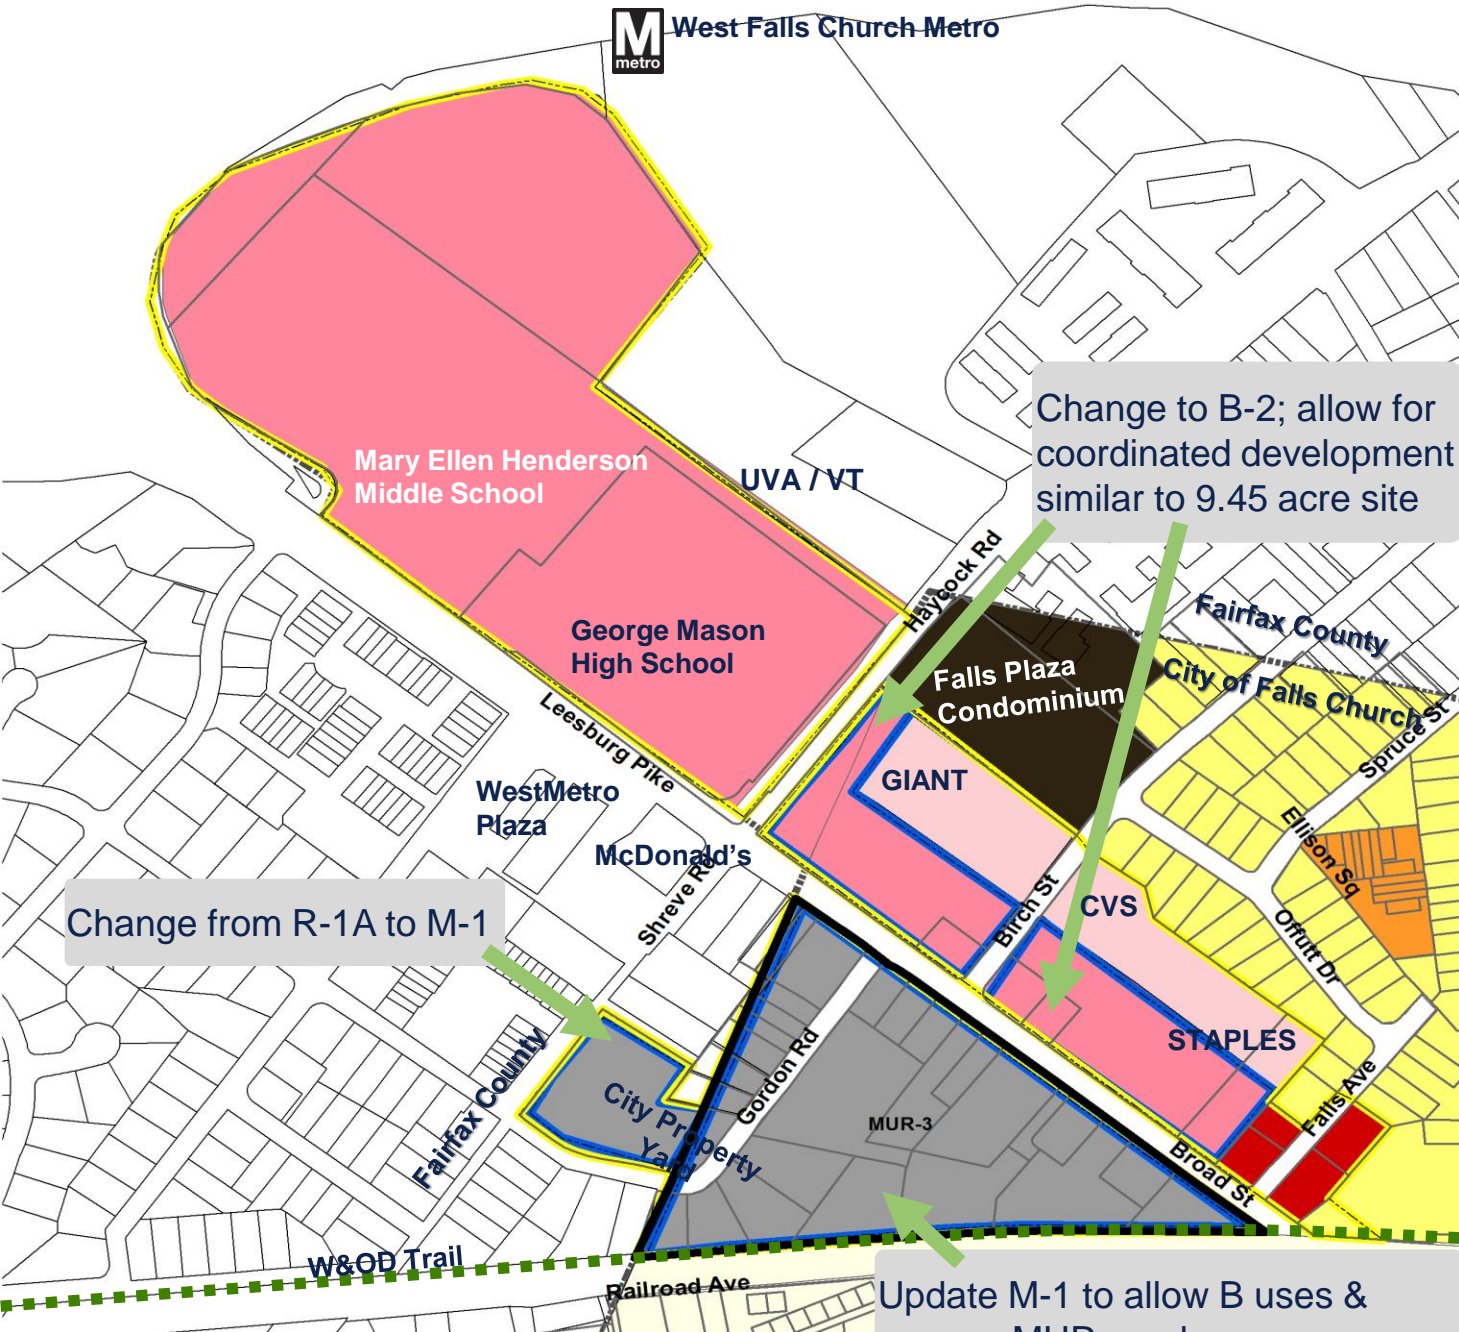 M
metro
West Falls Church Metro
Change to B-2; allow for
coordinated development
similar to 9.45 acre site
Mary Ellen Henderson
Middle School
UVA / VT
Haycock Rd
Fairfax County
City of Falls Church
George Mason
High School
Falls Plaza
Condominium
Spruce St
Leesburg Pike
WestMetro
Plaza
GIANT
Ellison Sq
McDonald's
Shreve Rd
Change from R-1A to M-1
Birch St
CVS
Offutt Dr
STAPLES
Fairfax County
City Property
Yard
Gordon Rd
MUR-3
Falls Ave
Broad St
W&OD Trail
Railroad Ave
Update M-1 to allow B uses &